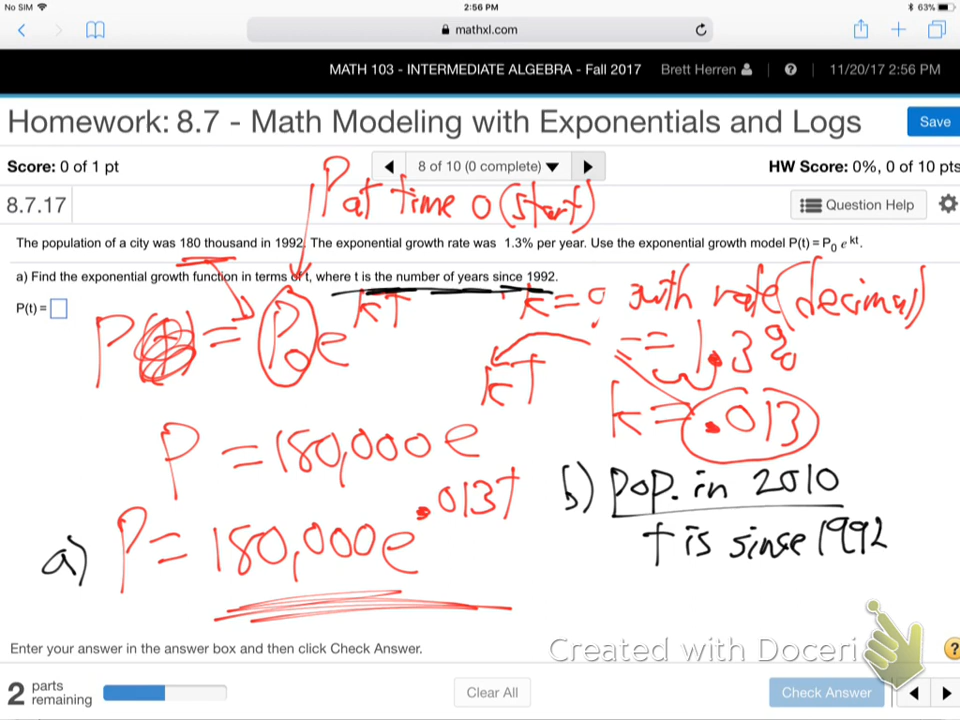 No SIM 2:56 PM 63%
mathxl.com
MATH 103 - INTERMEDIATE ALGEBRA - Fall 2017 Brett Herren ? 11/20/17 2:56 PM
Homework: 8.7 - Math Modeling with Exponentials and Logs Save
Score: 0 of 1 pt 8 of 10 (0 complete) HW Score: 0%, 0 of 10 pts
P at time 0 (start)
8.7.17 Question Help
The population of a city was 180 thousand in 1992. The exponential growth rate was 1.3% per year. Use the exponential growth model P(t) = P₀ e ᵏᵗ.
a) Find the exponential growth function in terms of t, where t is the number of years since 1992.
P(t) =
k = growth rate (decimal)
P(t) = P₀e kt
= 1.3%
kt
k = .013
P = 180,000e
b) pop. in 2010
t is since 1992
a) P = 180,000e .013t
Enter your answer in the answer box and then click Check Answer.
Created with Doceri
?
2 parts remaining Clear All Check Answer